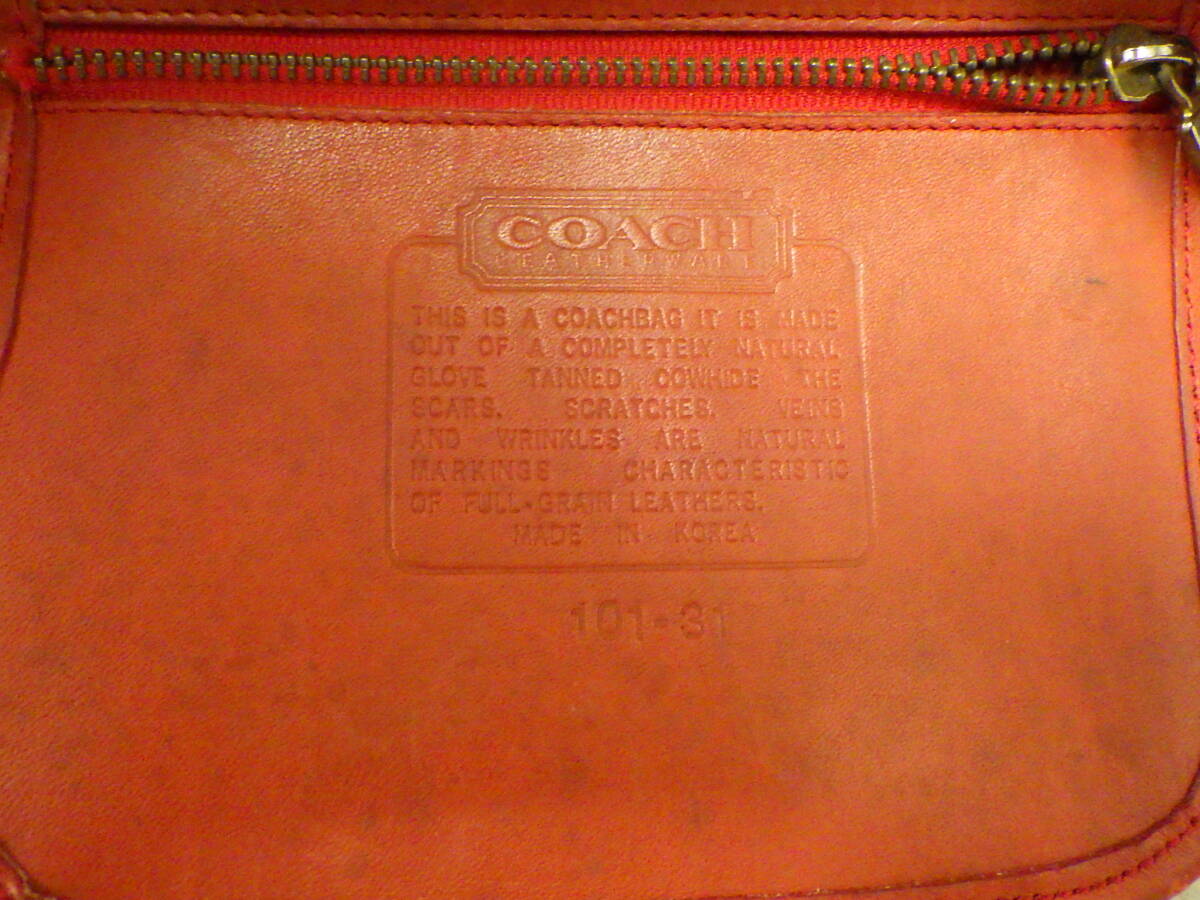 COACH
LEATHERWARE
THIS IS A COACHBAG IT IS MADE
OUT OF A COMPLETELY NATURAL
GLOVE TANNED COWHIDE THE
SCARS, SCRATCHES, VEINS
AND WRINKLES ARE NATURAL
MARKINGS CHARACTERISTIC
OF FULL-GRAIN LEATHERS.
MADE IN KOREA
101-31